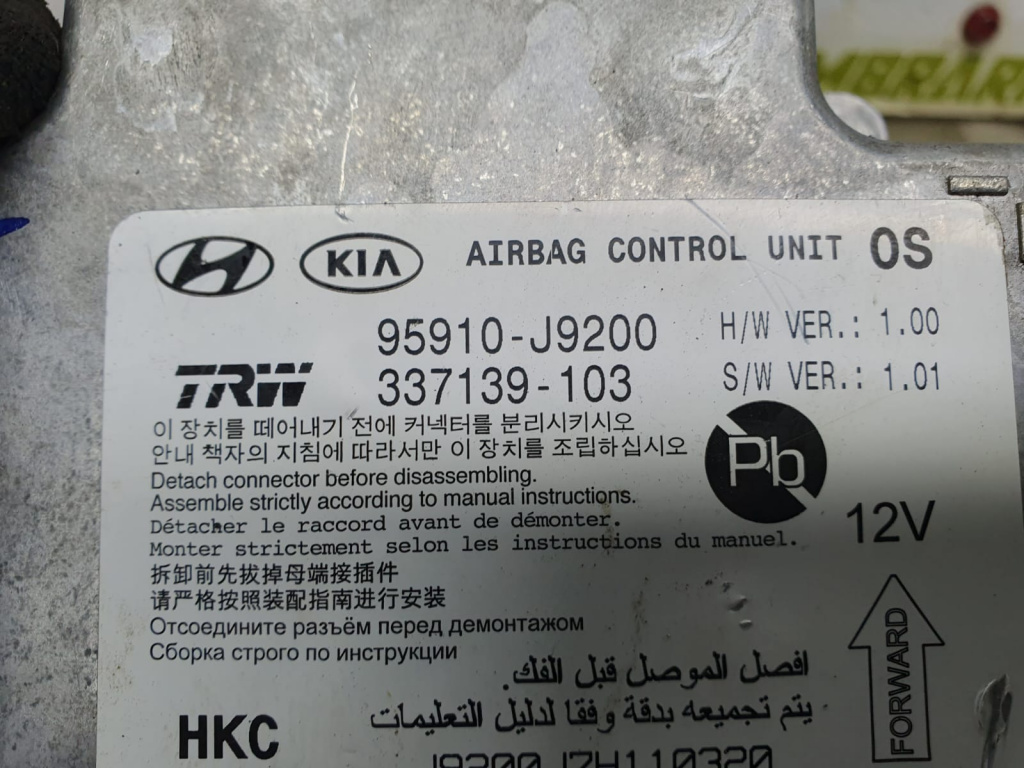 KIA AIRBAG CONTROL UNIT OS
95910-J9200 H/W VER.: 1.00
TRW 337139-103 S/W VER.: 1.01
이 장치를 떼어내기 전에 커넥터를 분리시키시오
안내 책자의 지침에 따라서만 이 장치를 조립하십시오
Pb
Detach connector before disassembling.
Assemble strictly according to manual instructions.
Détacher le raccord avant de démonter.
12V
Monter strictement selon les instructions du manuel.
拆卸前先拔掉母端接插件
请严格按照装配指南进行安装
Отсоедините разъём перед демонтажом
Сборка строго по инструкции
افصل الموصل قبل الفك.
يتم تجميعه بدقة وفقا لدليل التعليمات
FORWARD
HKC
J9200J7H110320